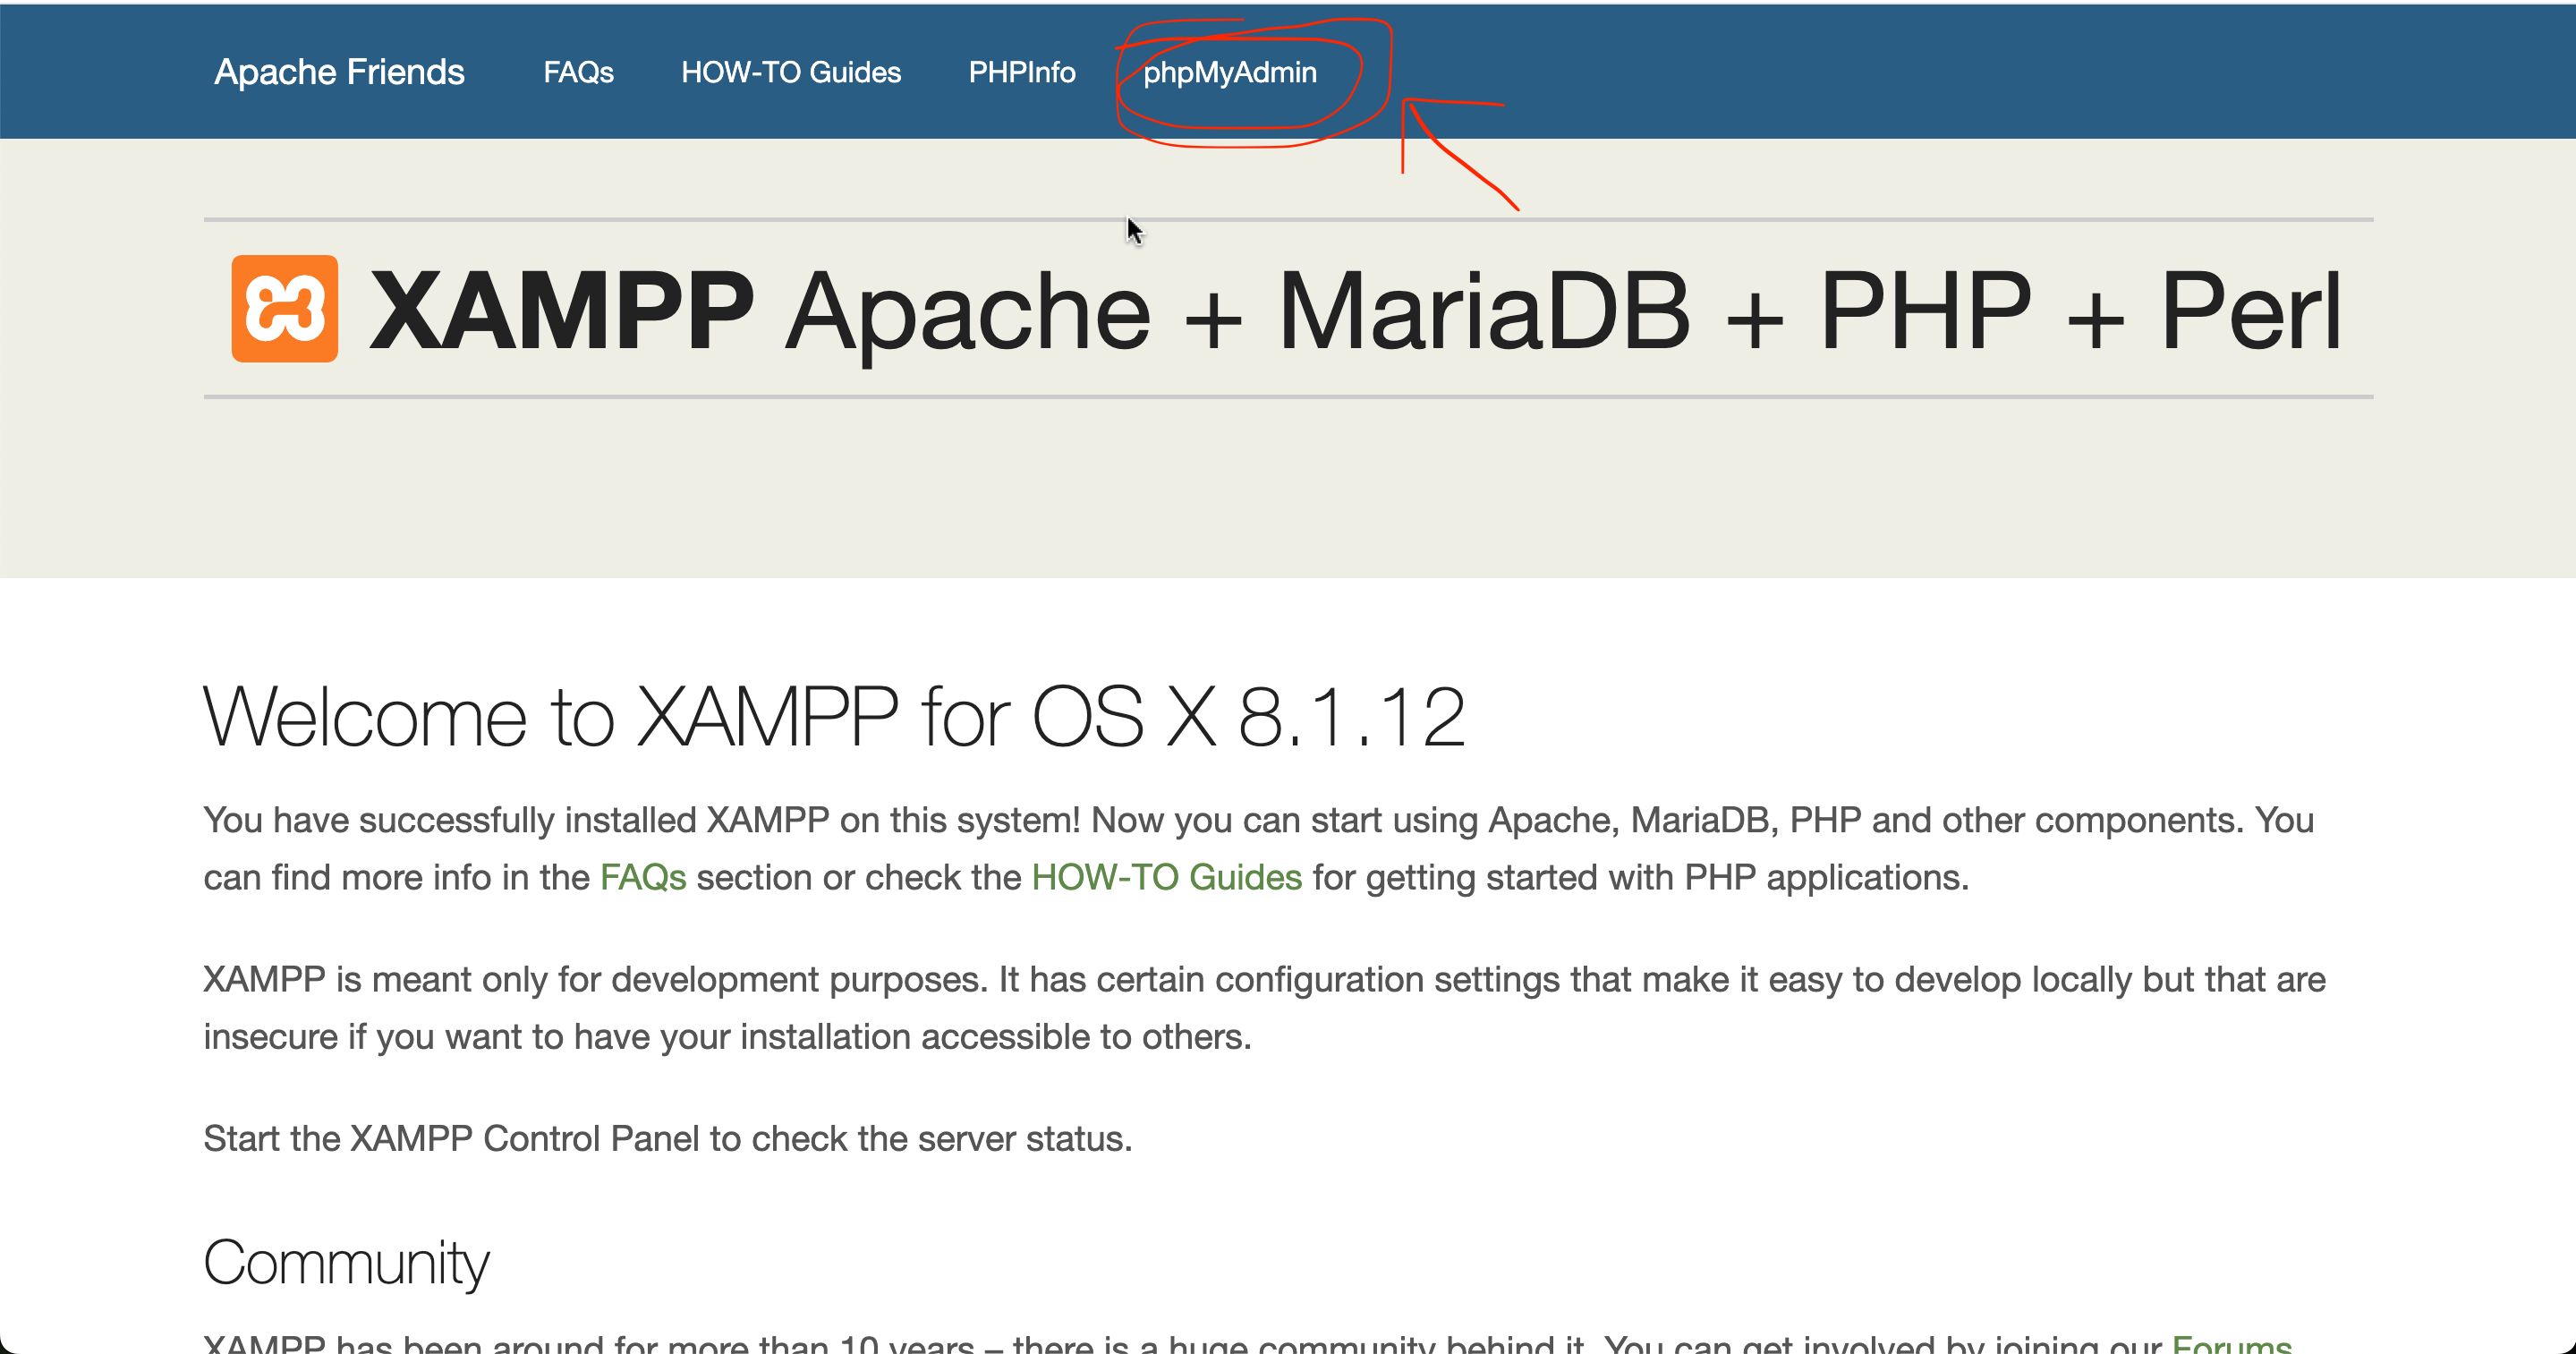 Apache Friends FAQs HOW-TO Guides PHPInfo phpMyAdmin
XAMPP Apache + MariaDB + PHP + Perl
Welcome to XAMPP for OS X 8.1.12
You have successfully installed XAMPP on this system! Now you can start using Apache, MariaDB, PHP and other components. You
can find more info in the FAQs section or check the HOW-TO Guides for getting started with PHP applications.
XAMPP is meant only for development purposes. It has certain configuration settings that make it easy to develop locally but that are
insecure if you want to have your installation accessible to others.
Start the XAMPP Control Panel to check the server status.
Community
XAMPP has been around for more than 10 years – there is a huge community behind it. You can get involved by joining our Forums,